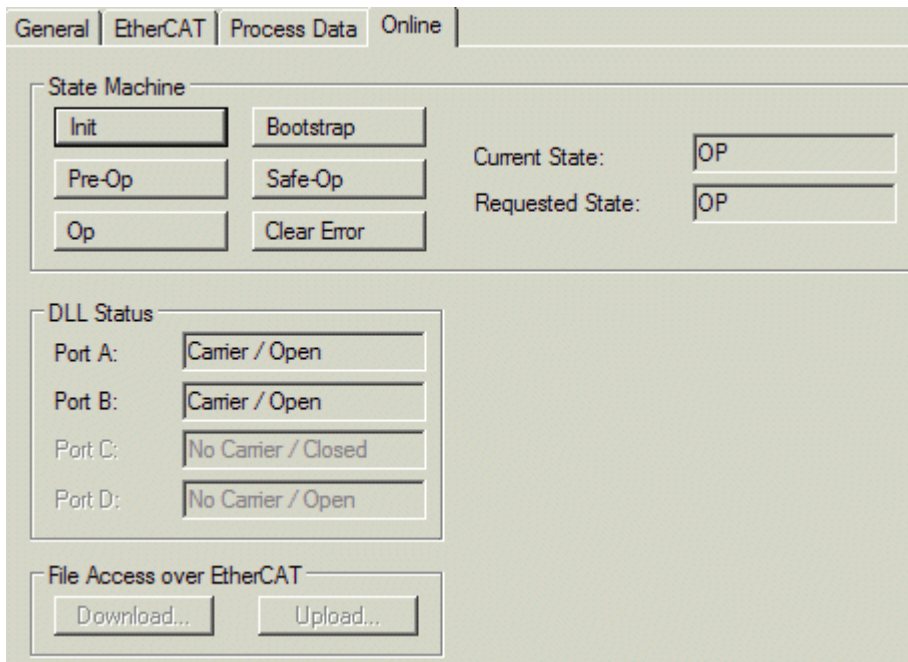 General EtherCAT Process Data Online
State Machine
Init Bootstrap
Pre-Op Safe-Op
Op Clear Error
Current State: OP
Requested State: OP
DLL Status
Port A: Carrier / Open
Port B: Carrier / Open
Port C: No Carrier / Closed
Port D: No Carrier / Open
File Access over EtherCAT
Download... Upload...